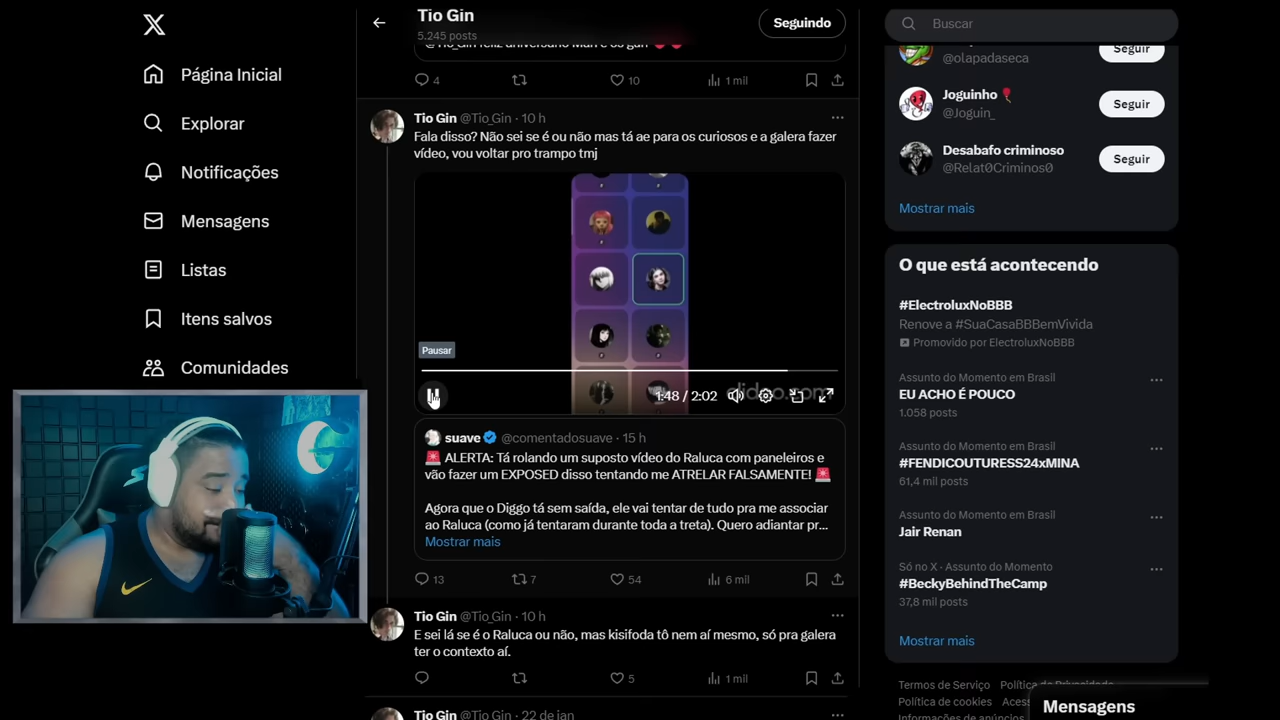 Página Inicial
Explorar
Notificações
Mensagens
Listas
Itens salvos
Comunidades
Tio Gin
5.245 posts
Seguindo
4
10
1 mil
Tio Gin @Tio_Gin · 10 h
Fala disso? Não sei se é ou não mas tá ae para os curiosos e a galera fazer
vídeo, vou voltar pro trampo tmj
Pausar
1:48 / 2:02
suave @comentadosuave · 15 h
🚨 ALERTA: Tá rolando um suposto vídeo do Raluca com paneleiros e
vão fazer um EXPOSED disso tentando me ATRELAR FALSAMENTE! 🚨
Agora que o Diggo tá sem saída, ele vai tentar de tudo pra me associar
ao Raluca (como já tentaram durante toda a treta). Quero adiantar pr...
Mostrar mais
13
7
54
6 mil
Tio Gin @Tio_Gin · 10 h
E sei lá se é o Raluca ou não, mas kisifoda tô nem aí mesmo, só pra galera
ter o contexto aí.
5
1 mil
Tio Gin @Tio_Gin · 22 de jan
Buscar
@olapadaseca
Seguir
Joguinho
@Joguin_
Seguir
Desabafo criminoso
@Relat0Criminos0
Seguir
Mostrar mais
O que está acontecendo
#ElectroluxNoBBB
Renove a #SuaCasaBBBemVivida
Promovido por ElectroluxNoBBB
Assunto do Momento em Brasil
EU ACHO É POUCO
1.058 posts
Assunto do Momento em Brasil
#FENDICOUTURESS24xMINA
61,4 mil posts
Assunto do Momento em Brasil
Jair Renan
Só no X · Assunto do Momento
#BeckyBehindTheCamp
37,8 mil posts
Mostrar mais
Termos de Serviço Política de Privacidade
Política de cookies
Mensagens